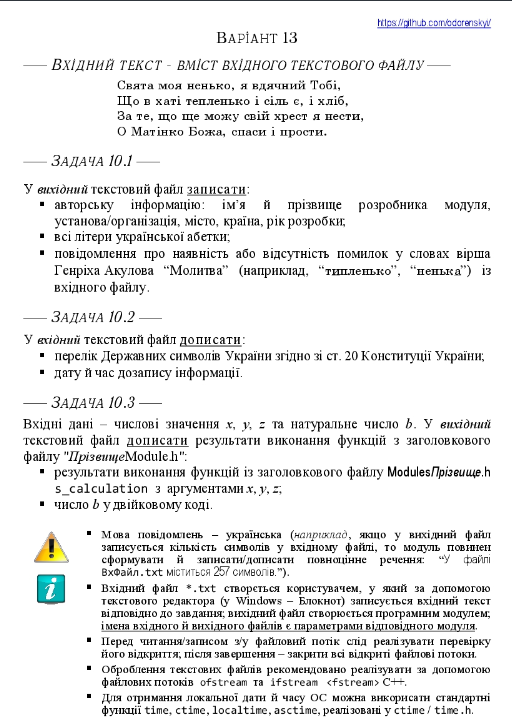 https://github.com/odorenskyi/
ВАРІАНТ 13
— ВХІДНИЙ ТЕКСТ - ВМІСТ ВХІДНОГО ТЕКСТОВОГО ФАЙЛУ —
Свята моя ненько, я вдячний Тобі,
Що в хаті тепленько і сіль є, і хліб,
За те, що ще можу свій хрест я нести,
О Матінко Божа, спаси і прости.
— ЗАДАЧА 10.1 —
У вихідний текстовий файл записати:
▪ авторську інформацію: ім’я й прізвище розробника модуля,
установа/організація, місто, країна, рік розробки;
▪ всі літери української абетки;
▪ повідомлення про наявність або відсутність помилок у словах вірша
Генріха Акулова “Молитва” (наприклад, “типленько”, “ненька”) із
вхідного файлу.
— ЗАДАЧА 10.2 —
У вхідний текстовий файл дописати:
▪ перелік Державних символів України згідно зі ст. 20 Конституції України;
▪ дату й час дозапису інформації.
— ЗАДАЧА 10.3 —
Вхідні дані – числові значення x, y, z та натуральне число b. У вихідний
текстовий файл дописати результати виконання функцій з заголовкового
файлу "ПрізвищеModule.h":
▪ результати виконання функцій із заголовкового файлу ModulesПрізвище.h
s_calculation з аргументами x, y, z;
▪ число b у двійковому коді.
▪ Мова повідомлень – українська (наприклад, якщо у вихідний файл
записується кількість символів у вхідному файлі, то модуль повинен
сформувати й записати/дописати повноцінне речення: “У файлі
ВхФайл.txt міститься 257 символів.”).
▪ Вхідний файл *.txt створюється користувачем, у який за допомогою
текстового редактора (у Windows – Блокнот) записується вхідний текст
відповідно до завдання; вихідний файл створюється програмним модулем;
імена вхідного й вихідного файлів є параметрами відповідного модуля.
▪ Перед читання/записом з/у файловий потік слід реалізувати перевірку
його відкриття; після завершення – закрити всі відкриті файлові потоки.
▪ Оброблення текстових файлів рекомендовано реалізувати за допомогою
файлових потоків ofstream та ifstream <fstream> С++.
▪ Для отримання локальної дати й часу ОС можна викорисати стандартні
функції time, ctime, localtime, asctime, реалізовані у ctime / time.h.